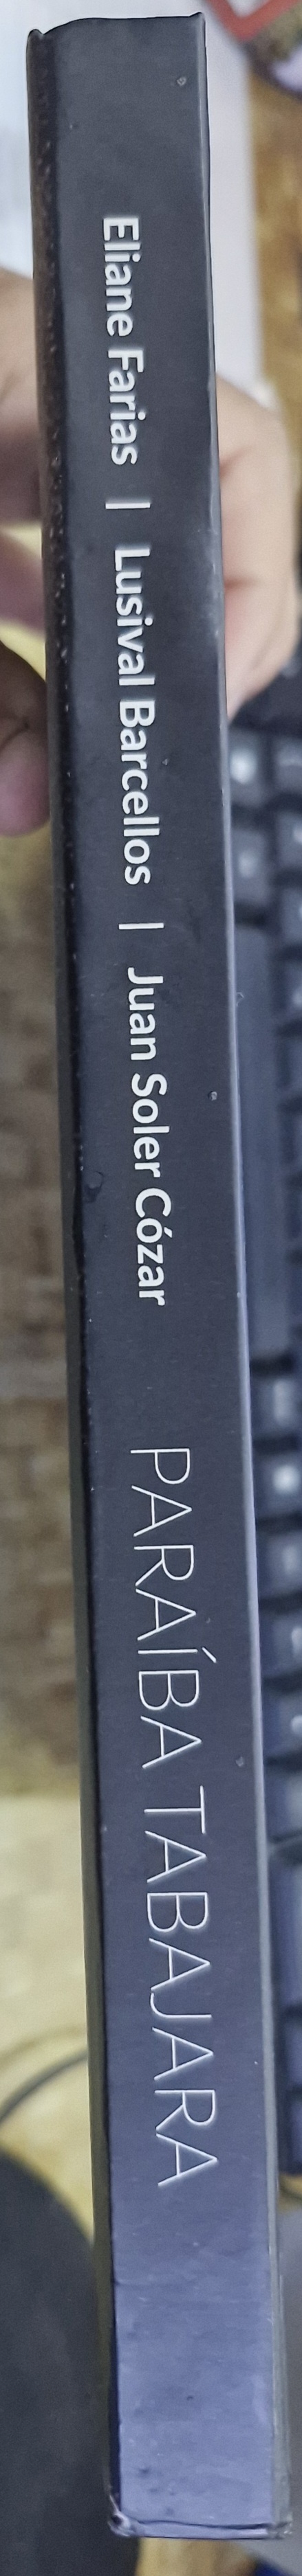 Eliane Farias | Lusival Barcellos | Juan Soler Cózar PARAÍBA TABAJARA